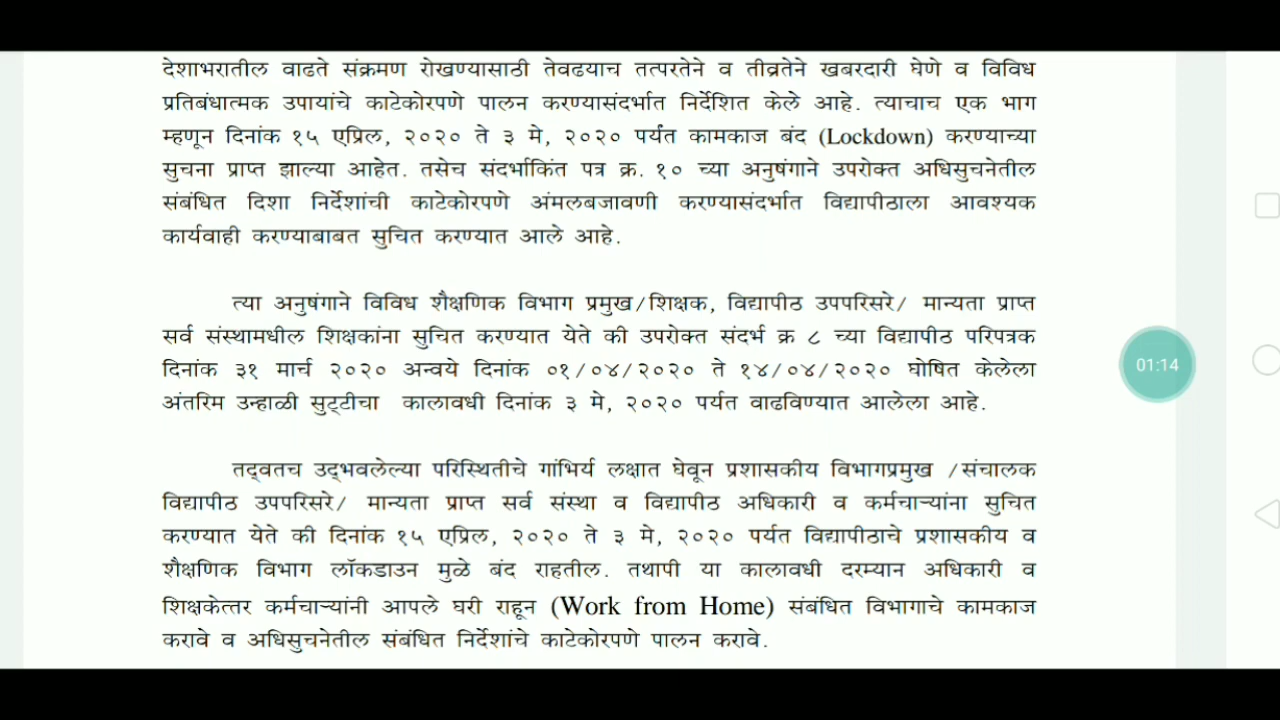 देशाभरातील वाढते संक्रमण रोखण्यासाठी तेवढयाच तत्परतेने व तीव्रतेने खबरदारी घेणे व विविध
प्रतिबंधात्मक उपायांचे काटेकोरपणे पालन करण्यासंदर्भात निर्देशित केले आहे. त्याचाच एक भाग
म्हणून दिनांक १५ एप्रिल, २०२० ते ३ मे, २०२० पर्यंत कामकाज बंद (Lockdown) करण्याच्या
सुचना प्राप्त झाल्या आहेत. तसेच संदर्भाकिंत पत्र क्र. १० च्या अनुषंगाने उपरोक्त अधिसुचनेतील
संबंधित दिशा निर्देशांची काटेकोरपणे अंमलबजावणी करण्यासंदर्भात विद्यापीठाला आवश्यक
कार्यवाही करण्याबाबत सुचित करण्यात आले आहे.
त्या अनुषंगाने विविध शैक्षणिक विभाग प्रमुख/शिक्षक, विद्यापीठ उपपरिसरे/ मान्यता प्राप्त
सर्व संस्थामधील शिक्षकांना सुचित करण्यात येते की उपरोक्त संदर्भ क्र ८ च्या विद्यापीठ परिपत्रक
दिनांक ३१ मार्च २०२० अन्वये दिनांक ०१/०४/२०२० ते १४/०४/२०२० घोषित केलेला
अंतरिम उन्हाळी सुट्टीचा कालावधी दिनांक ३ मे, २०२० पर्यत वाढविण्यात आलेला आहे.
तद्वतच उद्भवलेल्या परिस्थितीचे गांभिर्य लक्षात घेवून प्रशासकीय विभागप्रमुख /संचालक
विद्यापीठ उपपरिसरे/ मान्यता प्राप्त सर्व संस्था व विद्यापीठ अधिकारी व कर्मचाऱ्यांना सुचित
करण्यात येते की दिनांक १५ एप्रिल, २०२० ते ३ मे, २०२० पर्यत विद्यापीठाचे प्रशासकीय व
शैक्षणिक विभाग लॉकडाउन मुळे बंद राहतील. तथापी या कालावधी दरम्यान अधिकारी व
शिक्षकेत्तर कर्मचाऱ्यांनी आपले घरी राहून (Work from Home) संबंधित विभागाचे कामकाज
करावे व अधिसुचनेतील संबंधित निर्देशांचे काटेकोरपणे पालन करावे.
01:14